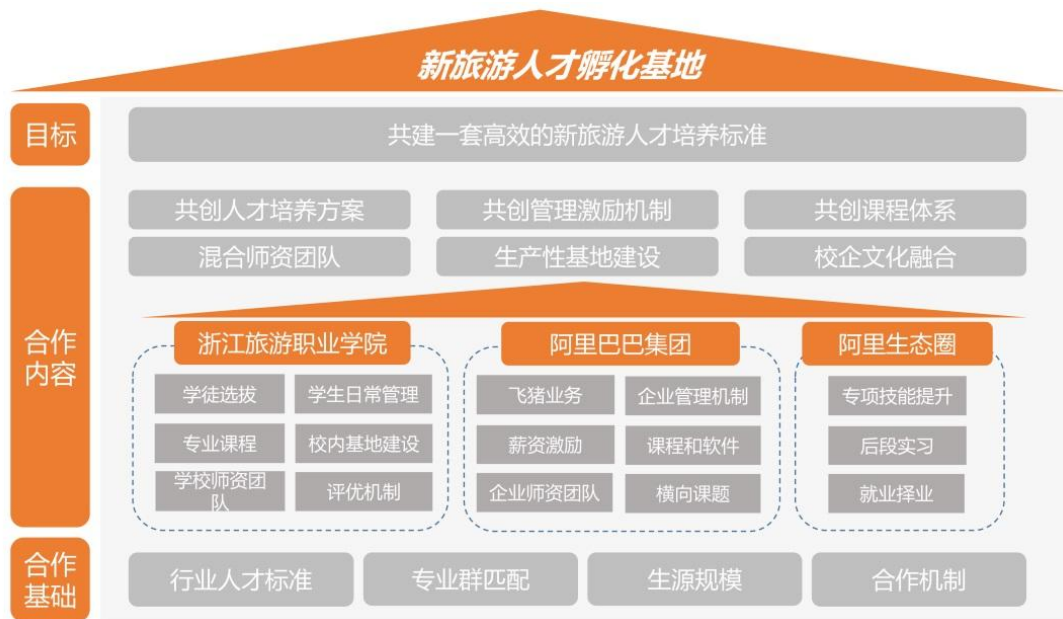 新旅游人才孵化基地
目标
共建一套高效的新旅游人才培养标准
合作
内容
共创人才培养方案
共创管理激励机制
共创课程体系
混合师资团队
生产性基地建设
校企文化融合
浙江旅游职业学院
学徒选拔
学生日常管理
专业课程
校内基地建设
学校师资团
队
评优机制
阿里巴巴集团
飞猪业务
企业管理机制
薪资激励
课程和软件
企业师资团队
横向课题
阿里生态圈
专项技能提升
后段实习
就业择业
合作
基础
行业人才标准
专业群匹配
生源规模
合作机制